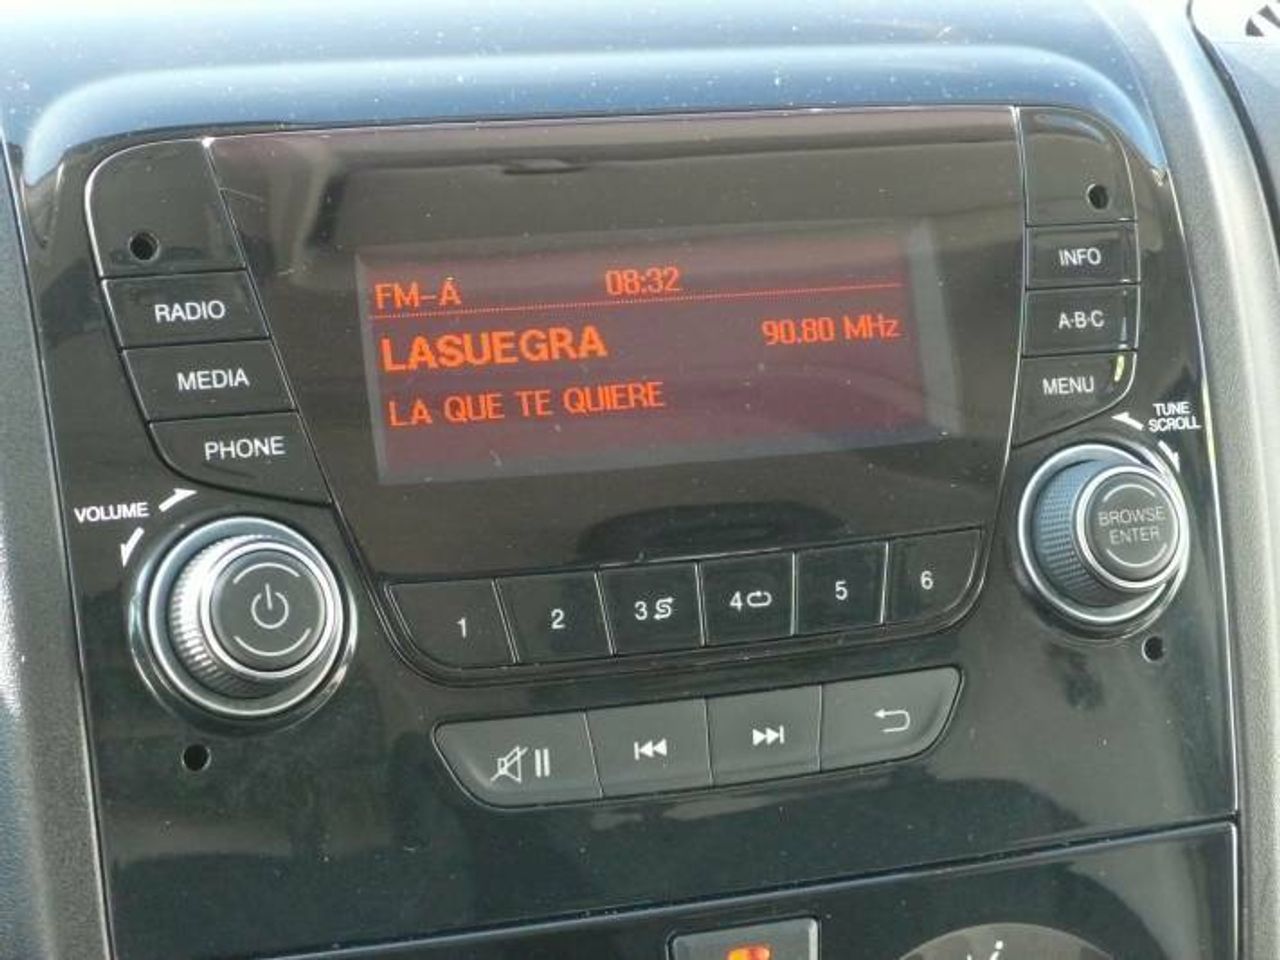 FM-A 08:32
LASUEGRA 90.80 MHz
LA QUE TE QUIERE
RADIO
MEDIA
PHONE
VOLUME
INFO
A·B·C
MENU
TUNE
SCROLL
BROWSE
ENTER
1 2 3 4 5 6